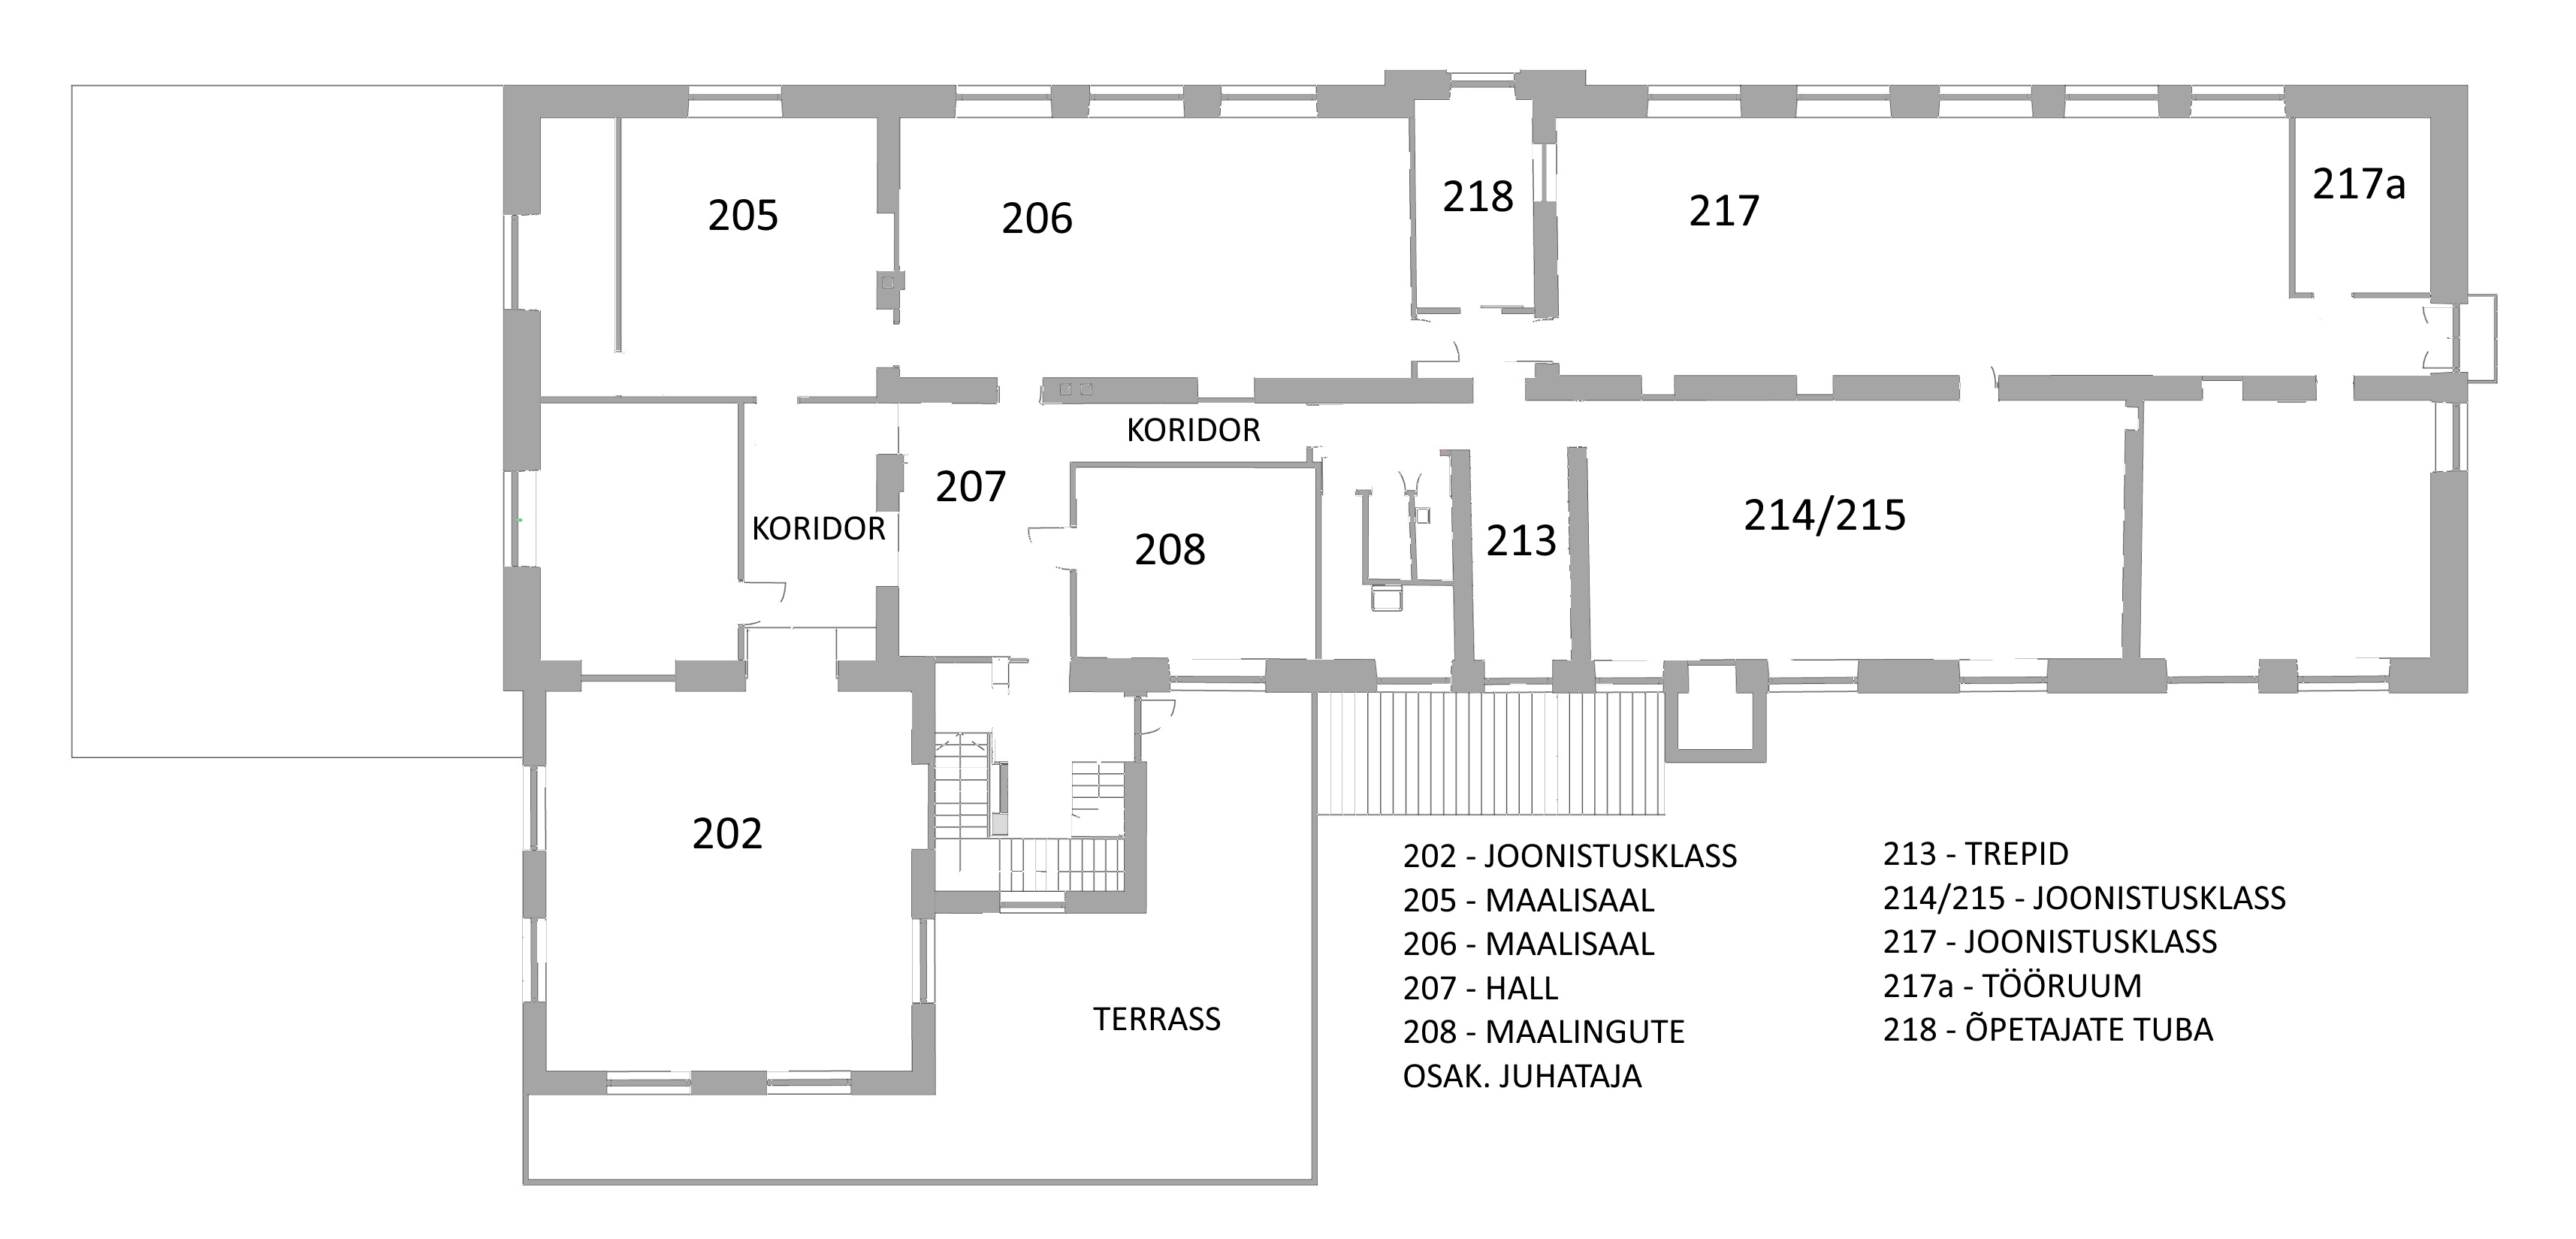 205
206
218
217
217a
KORIDOR
207
KORIDOR
208
213
214/215
202
TERRASS
202 - JOONISTUSKLASS
205 - MAALISAAL
206 - MAALISAAL
207 - HALL
208 - MAALINGUTE
OSAK. JUHATAJA
213 - TREPID
214/215 - JOONISTUSKLASS
217 - JOONISTUSKLASS
217a - TÖÖRUUM
218 - ÕPETAJATE TUBA